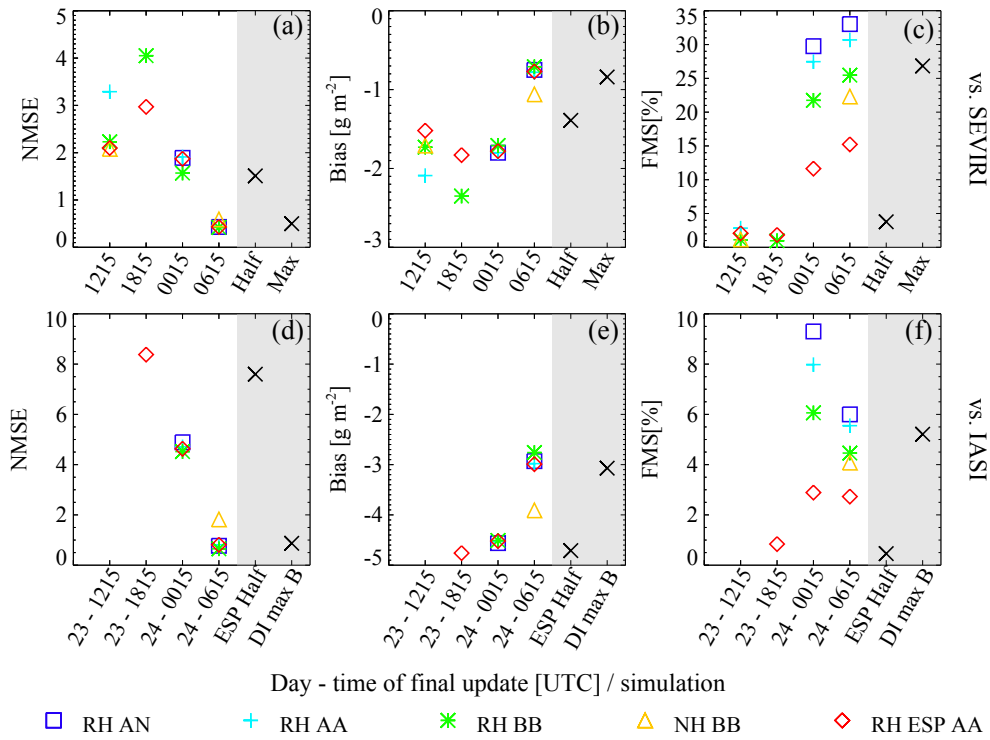 5
4
3
2
1
0
NMSE
(a)
1215
1815
0015
0615
Half
Max
-0
-1
-2
-3
Bias [g m-2]
(b)
1215
1815
0015
0615
Half
Max
35
30
25
20
15
10
5
0
FMS[%]
(c)
1215
1815
0015
0615
Half
Max
vs. SEVIRI
10
8
6
4
2
0
NMSE
(d)
23 - 1215
23 - 1815
24 - 0015
24 - 0615
ESP Half
DI max B
0
-1
-2
-3
-4
-5
Bias [g m-2]
(e)
23 - 1215
23 - 1815
24 - 0015
24 - 0615
ESP Half
DI max B
10
8
6
4
2
0
FMS[%]
(f)
23 - 1215
23 - 1815
24 - 0015
24 - 0615
ESP Half
DI max B
vs. IASI
Day - time of final update [UTC] / simulation
RH AN
RH AA
RH BB
NH BB
RH ESP AA